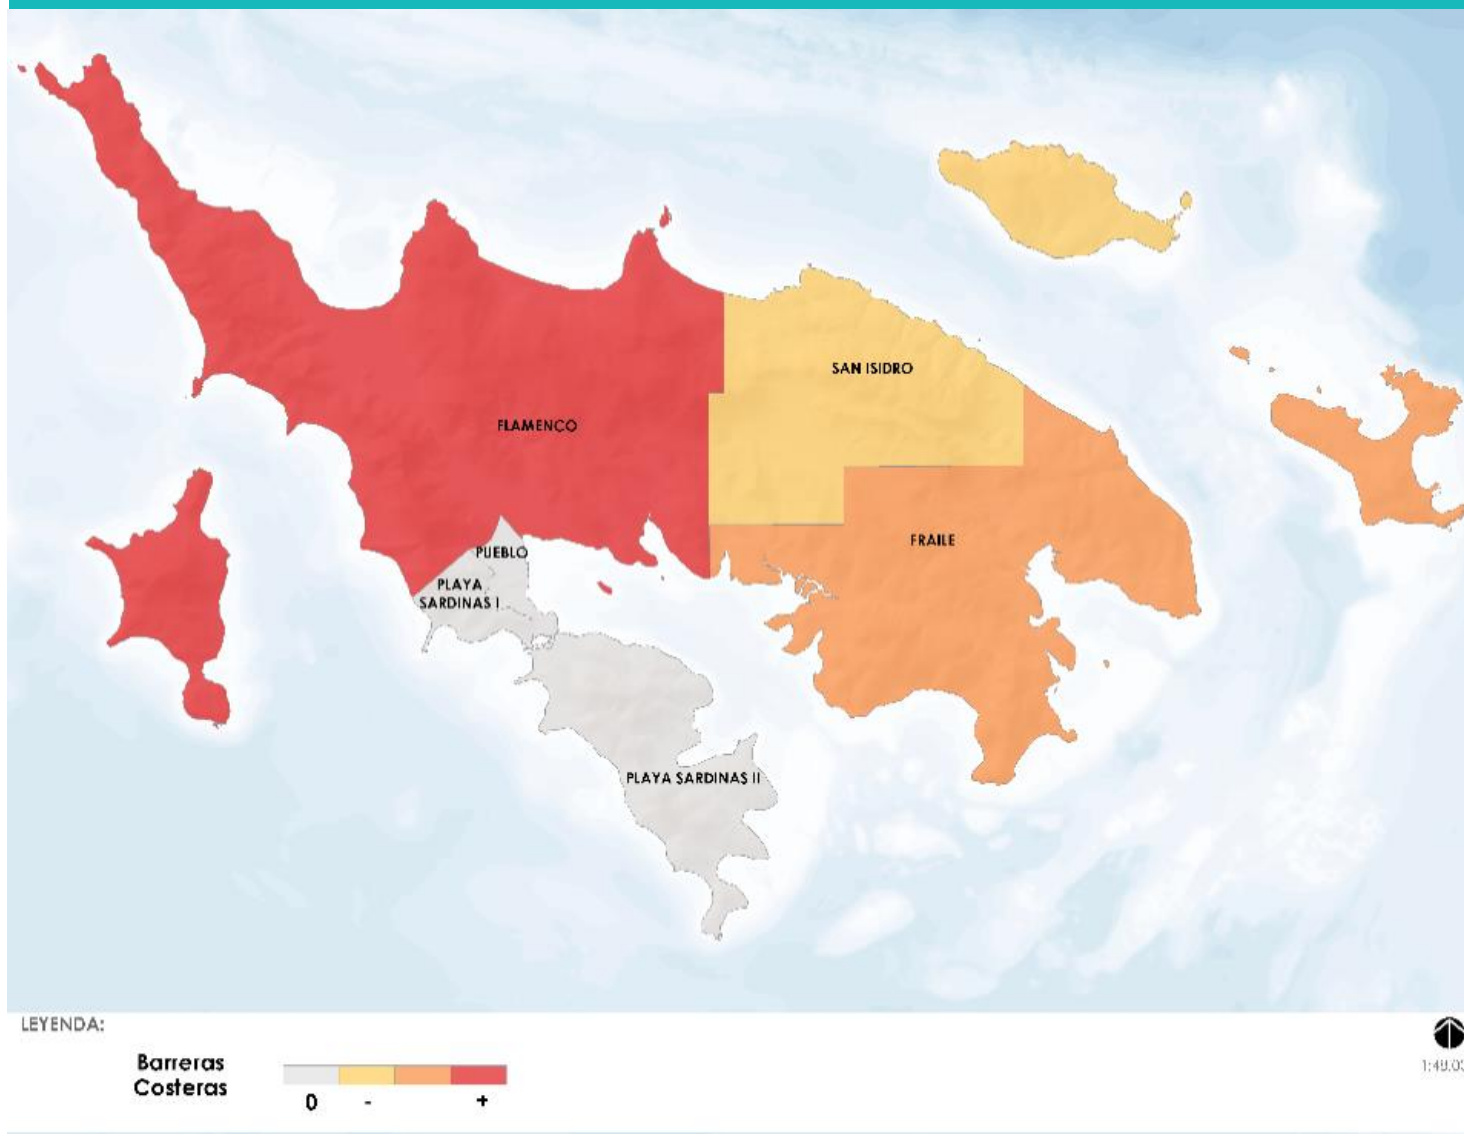 SAN ISIDRO
FLAMENCO
FRAILE
PUEBLO
PLAYA
SARDINAS I
PLAYA SARDINAS II
LEYENDA:
Barreras
Costeras
0
-
+